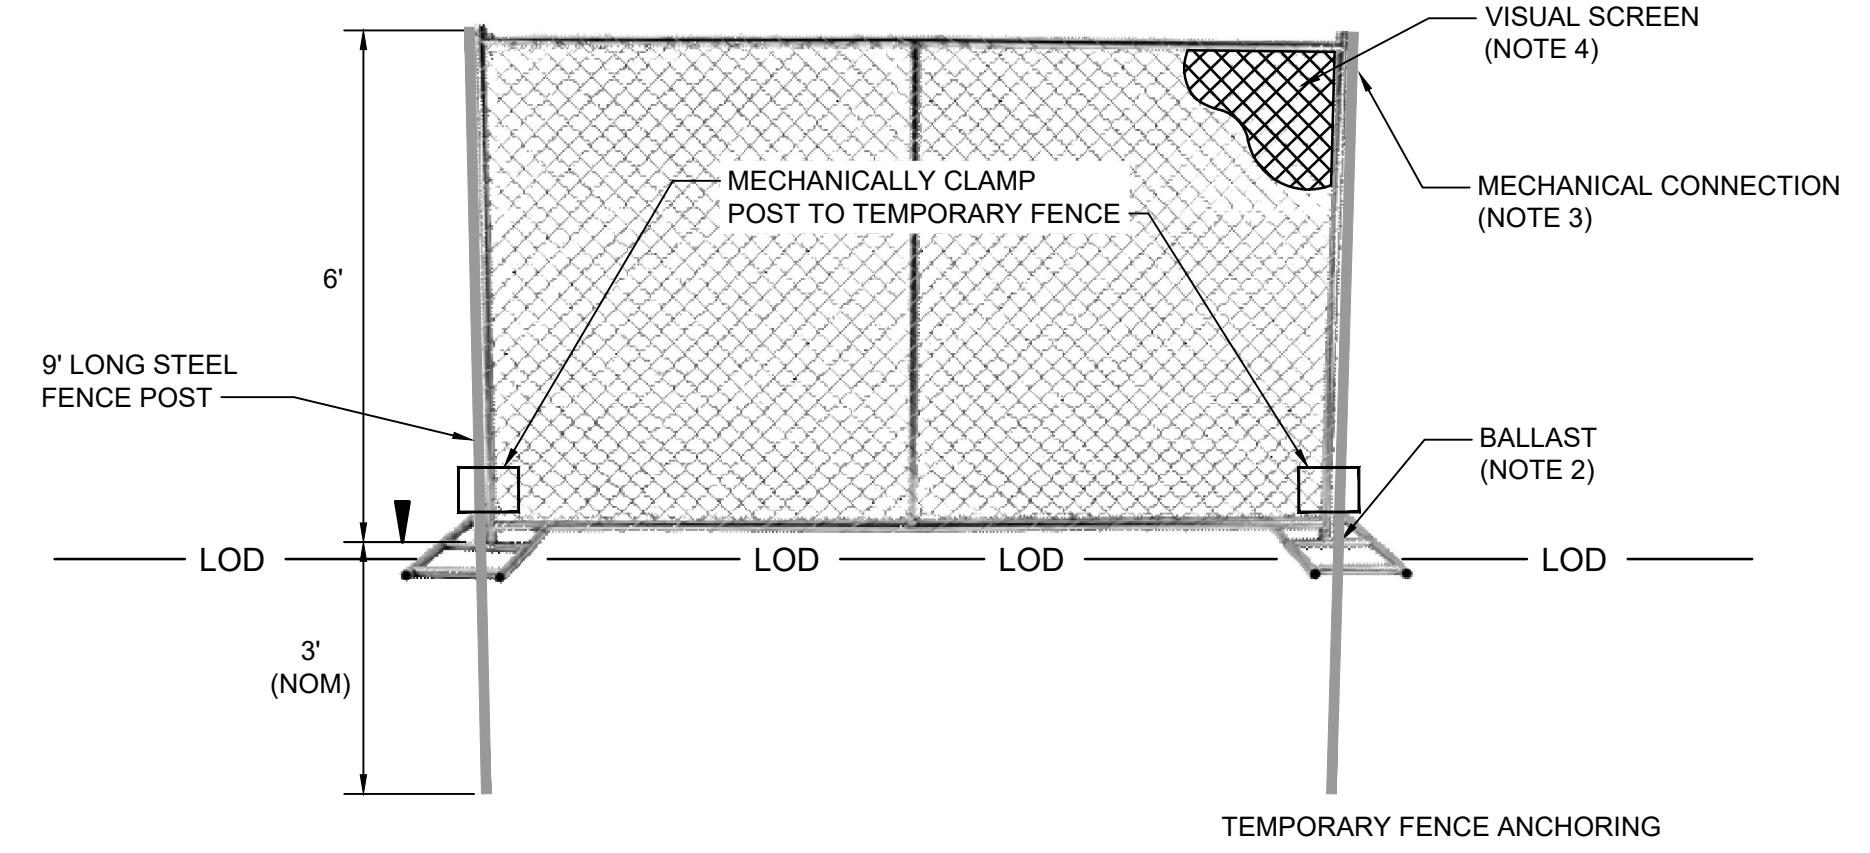 VISUAL SCREEN
(NOTE 4)
MECHANICALLY CLAMP
POST TO TEMPORARY FENCE
MECHANICAL CONNECTION
(NOTE 3)
6'
9' LONG STEEL
FENCE POST
BALLAST
(NOTE 2)
LOD LOD LOD LOD
3'
(NOM)
TEMPORARY FENCE ANCHORING